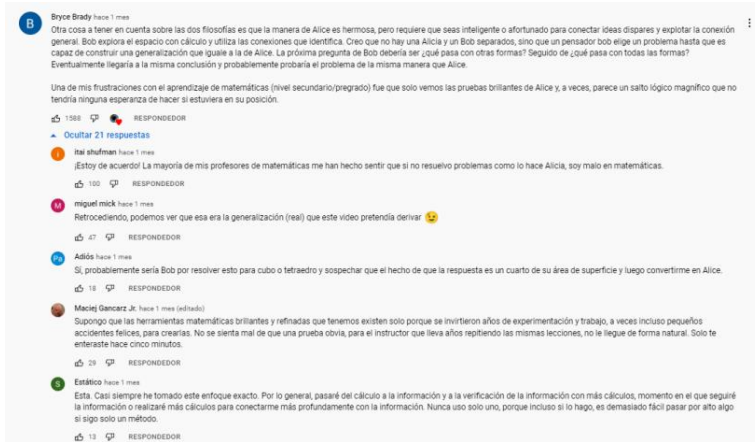 B
Bryce Brady hace 1 mes
Otra cosa a tener en cuenta sobre las dos filosofías es que la manera de Alice es hermosa, pero requiere que seas inteligente o afortunado para conectar ideas dispares y explotar la conexión
general. Bob explora el espacio con cálculo y utiliza las conexiones que identifica. Creo que no hay una Alicia y un Bob separados, sino que un pensador bob elige un problema hasta que es
capaz de construir una generalización que iguale a la de Alice. La próxima pregunta de Bob debería ser ¿qué pasa con otras formas? Seguido de ¿qué pasa con todas las formas?
Eventualmente llegaría a la misma conclusión y probablemente probaría el problema de la misma manera que Alice.
Una de mis frustraciones con el aprendizaje de matemáticas (nivel secundario/pregrado) fue que solo vemos las pruebas brillantes de Alice y, a veces, parece un salto lógico magnífico que no
tendría ninguna esperanza de hacer si estuviera en su posición.
1588 RESPONDEDOR
Ocultar 21 respuestas
i
itai shufman hace 1 mes
¡Estoy de acuerdo! La mayoría de mis profesores de matemáticas me han hecho sentir que si no resuelvo problemas como lo hace Alicia, soy malo en matemáticas.
100 RESPONDEDOR
M
miguel mick hace 1 mes
Retrocediendo, podemos ver que esa era la generalización (real) que este video pretendía derivar 😉
47 RESPONDEDOR
Pa
Adiós hace 1 mes
Sí, probablemente sería Bob por resolver esto para cubo o tetraedro y sospechar que el hecho de que la respuesta es un cuarto de su área de superficie y luego convertirme en Alice.
18 RESPONDEDOR
Maciej Gancarz Jr. hace 1 mes (editado)
Supongo que las herramientas matemáticas brillantes y refinadas que tenemos existen solo porque se invirtieron años de experimentación y trabajo, a veces incluso pequeños
accidentes felices, para crearlas. No se sienta mal de que una prueba obvia, para el instructor que lleva años repitiendo las mismas lecciones, no le llegue de forma natural. Solo te
enteraste hace cinco minutos.
29 RESPONDEDOR
S
Estático hace 1 mes
Esta. Casi siempre he tomado este enfoque exacto. Por lo general, pasaré del cálculo a la información y a la verificación de la información con más cálculos, momento en el que seguiré
la información o realizaré más cálculos para conectarme más profundamente con la información. Nunca uso solo uno, porque incluso si lo hago, es demasiado fácil pasar por alto algo
si sigo solo un método.
13 RESPONDEDOR